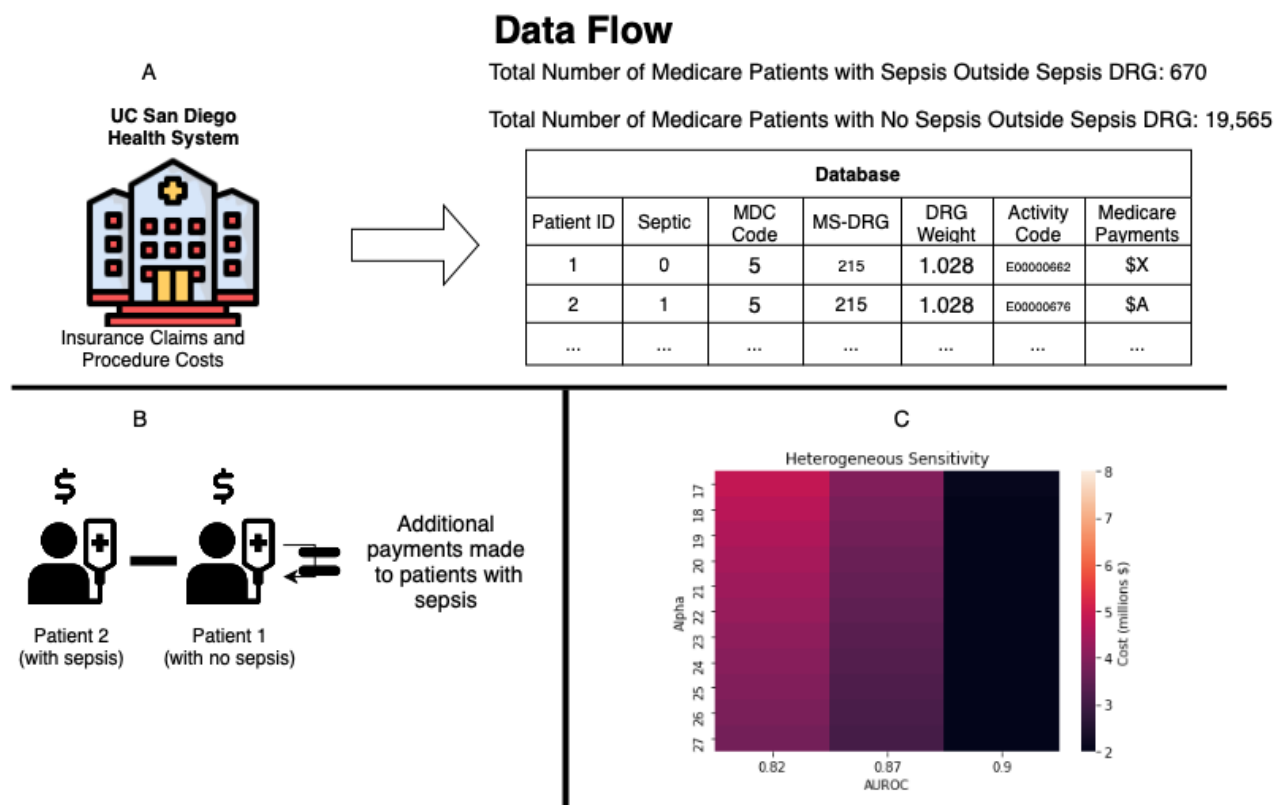 Data Flow
A
Total Number of Medicare Patients with Sepsis Outside Sepsis DRG: 670
UC San Diego
Health System
Total Number of Medicare Patients with No Sepsis Outside Sepsis DRG: 19,565
Database
Patient ID Septic MDC Code MS-DRG DRG Weight Activity Code Medicare Payments
1 0 5 215 1.028 E00000662 $X
2 1 5 215 1.028 E00000676 $A
... ... ... ... ... ... ...
Insurance Claims and
Procedure Costs
B
$ $
Additional
payments made
to patients with
sepsis
Patient 2
(with sepsis)
Patient 1
(with no sepsis)
C
Heterogeneous Sensitivity
Alpha
17
18
19
20
21
22
23
24
25
26
27
0.82 0.87 0.9
AUROC
8
7
6
5
4
3
2
Cost (millions $)